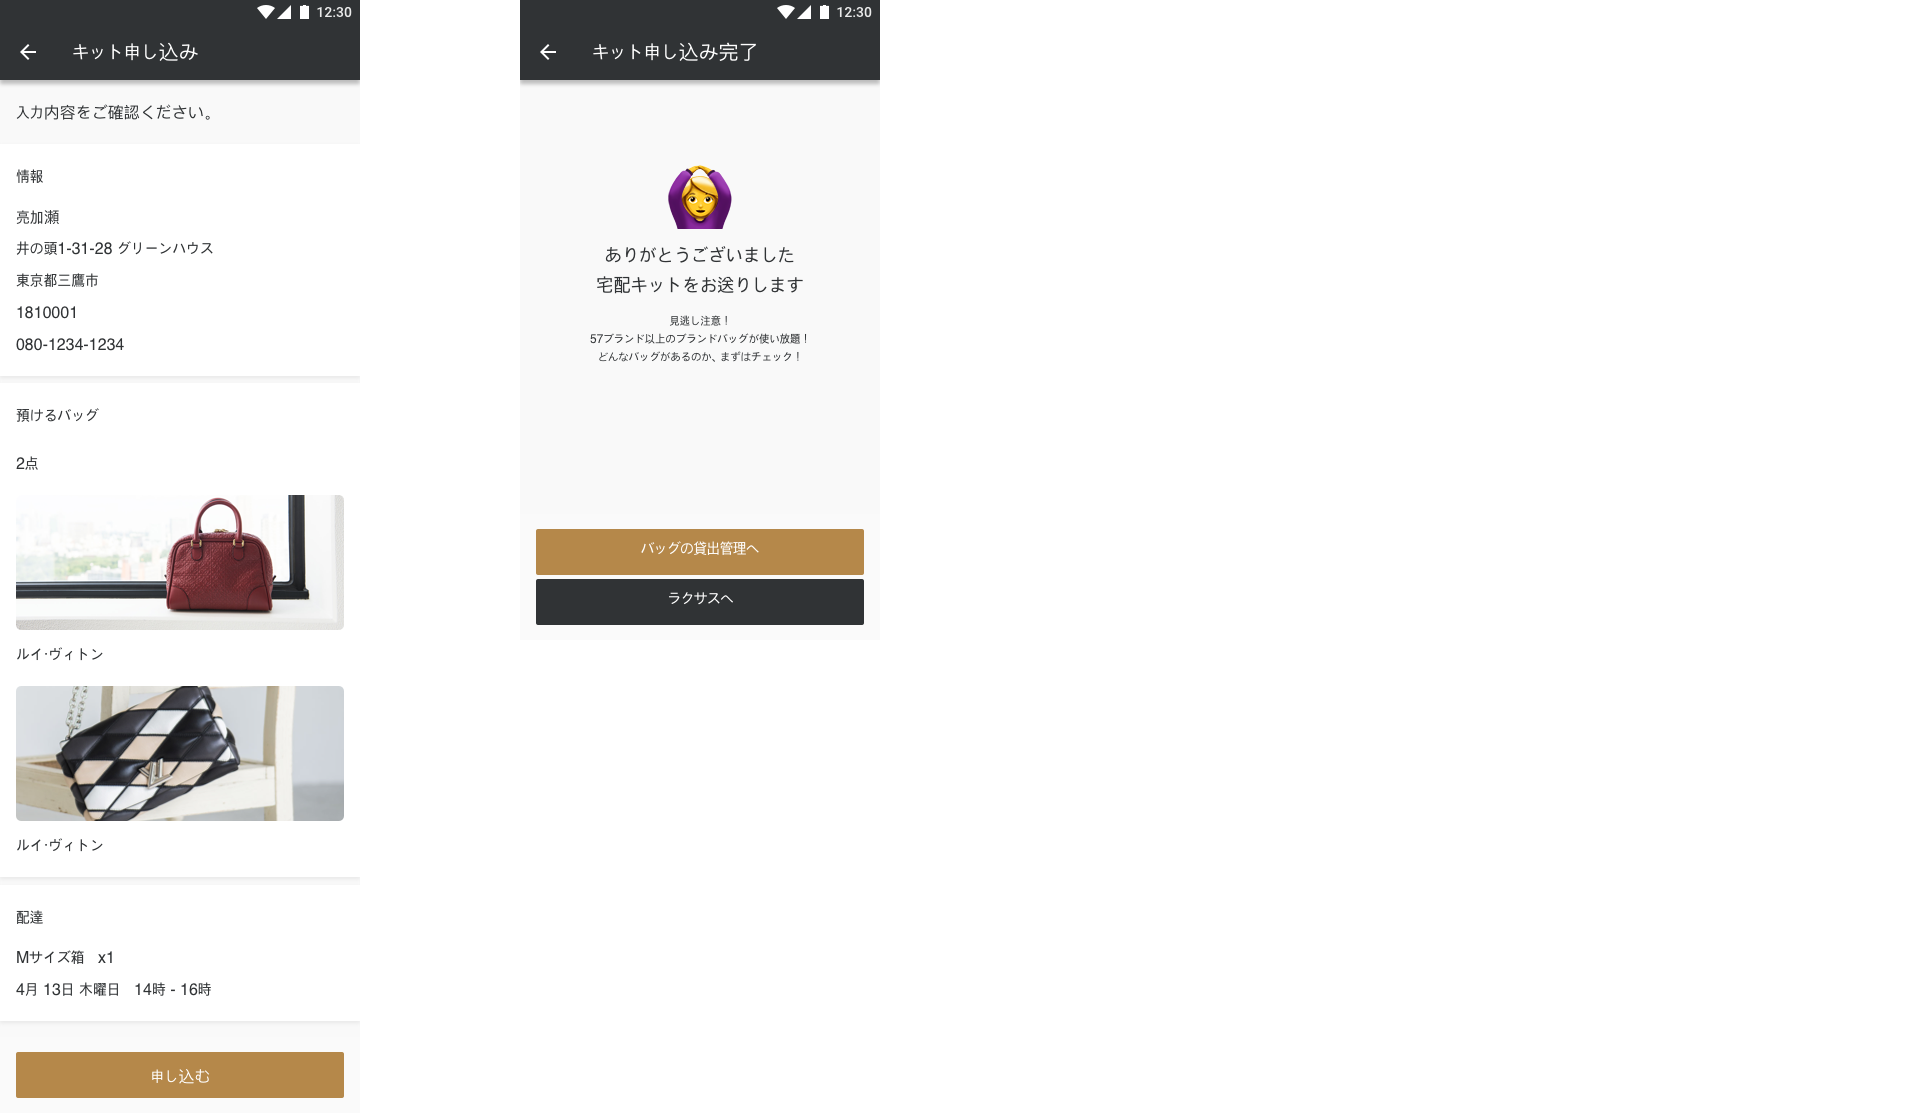 12:30
キット申し込み
入力内容をご確認ください。
情報
亮加瀬
井の頭1-31-28 グリーンハウス
東京都三鷹市
1810001
080-1234-1234
預けるバッグ
2点
ルイ·ヴィトン
ルイ·ヴィトン
配達
Mサイズ箱　x1
4月 13日 木曜日　14時 - 16時
申し込む
12:30
キット申し込み完了
ありがとうございました
宅配キットをお送りします
見逃し注意！
57ブランド以上のブランドバッグが使い放題！
どんなバッグがあるのか、まずはチェック！
バッグの貸出管理へ
ラクサスへ